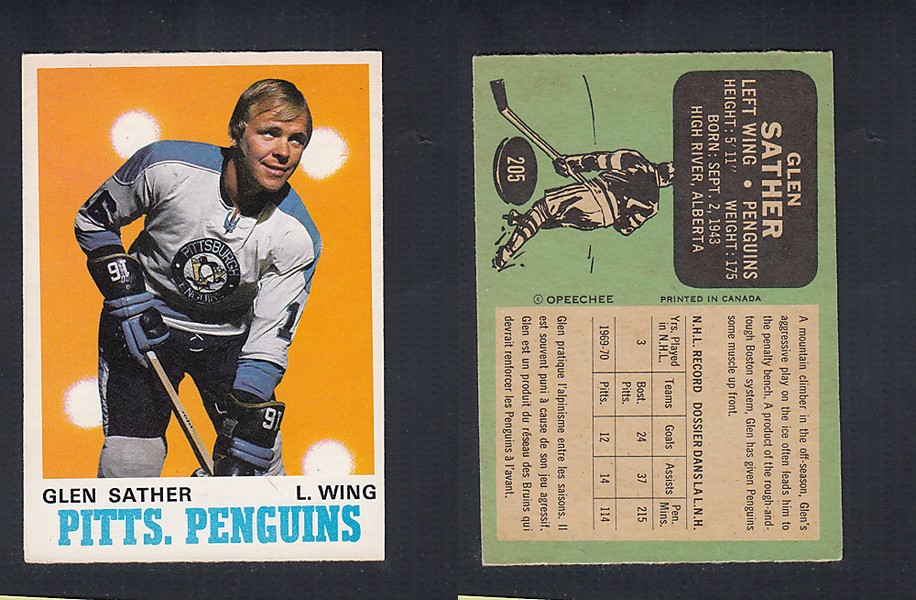 PITTSBURGH
PENGUINS
16
1
16
GLEN SATHER L. WING
PITTS. PENGUINS
GLEN
SATHER
LEFT WING • PENGUINS
HEIGHT: 5' 11" WEIGHT: 175
BORN: SEPT. 2, 1943
HIGH RIVER, ALBERTA
205
© OPEECHEE PRINTED IN CANADA
A mountain climber in the off-season, Glen's
aggressive play on the ice often leads him to
the penalty bench. A product of the rough-and-
tough Boston system, Glen has given Penguins
some muscle up front.
N.H.L. RECORD DOSSIER DANS LA L.N.H.
Yrs. Played in N.H.L. Teams Goals Assists Pen. Mins.
3 Bost. Pitts. 24 37 215
1969-70 Pitts. 12 14 114
Glen pratique l'alpinisme entre les saisons. Il
est souvent puni à cause de son jeu agressif.
Glen est un produit du réseau des Bruins qui
devrait renforcer les Penguins à l'avant.